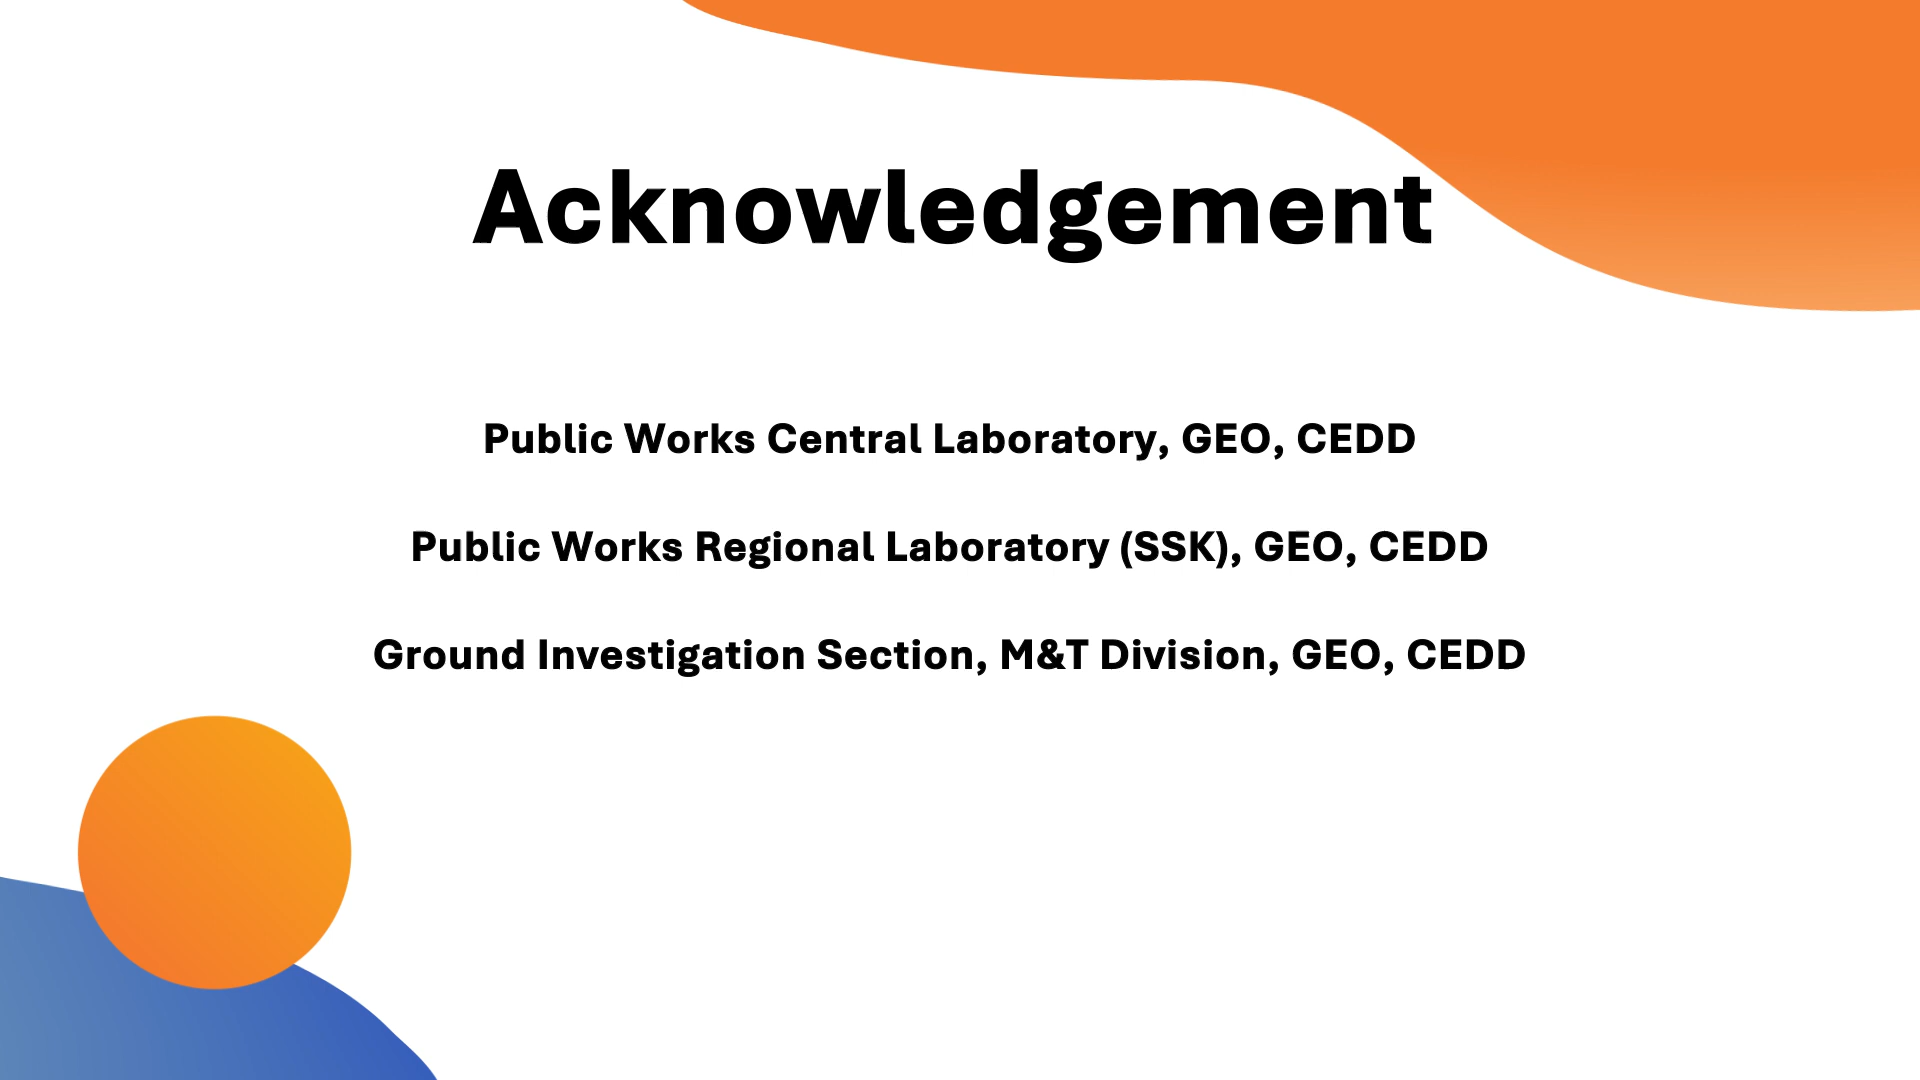 Acknowledgement
Public Works Central Laboratory, GEO, CEDD
Public Works Regional Laboratory (SSK), GEO, CEDD
Ground Investigation Section, M&T Division, GEO, CEDD